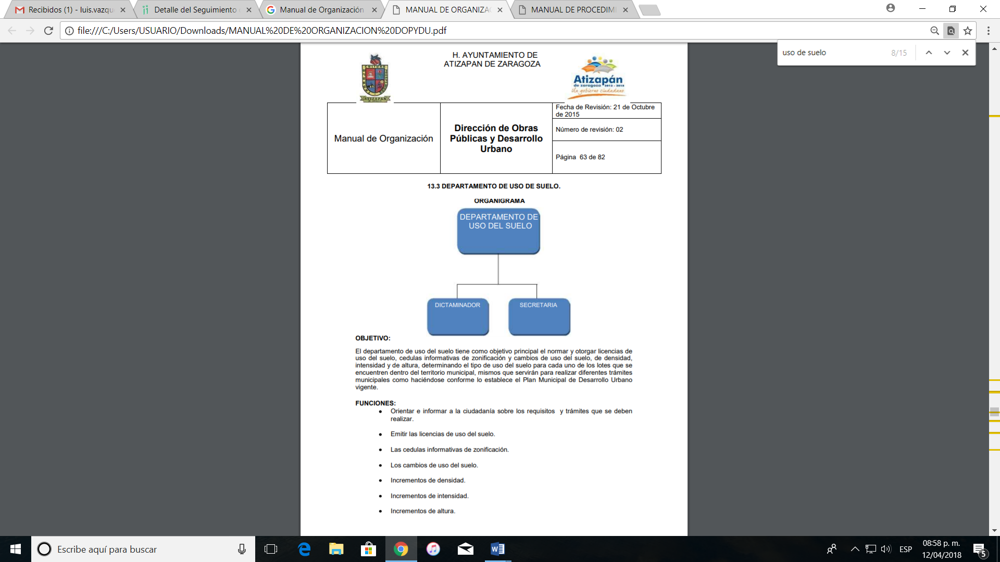 Recibidos (1) - luis.vazqu
Detalle del Seguimiento
Manual de Organización
MANUAL DE ORGANIZAC
MANUAL DE PROCEDIMI
file:///C:/Users/USUARIO/Downloads/MANUAL%20DE%20ORGANIZACION%20DOPYDU.pdf
uso de suelo
8/15
H. AYUNTAMIENTO DE
ATIZAPAN DE ZARAGOZA
ATIZAPAN
Atizapán
de zaragoza 2013 - 2015
Un gobierno ciudadano
Manual de Organización
Dirección de Obras
Públicas y Desarrollo
Urbano
Fecha de Revisión: 21 de Octubre
de 2015
Número de revisión: 02
Página 63 de 82
13.3 DEPARTAMENTO DE USO DE SUELO.
ORGANIGRAMA
DEPARTAMENTO DE
USO DEL SUELO
DICTAMINADOR
SECRETARIA
OBJETIVO:
El departamento de uso del suelo tiene como objetivo principal el normar y otorgar licencias de
uso del suelo, cedulas informativas de zonificación y cambios de uso del suelo, de densidad,
intensidad y de altura, determinando el tipo de uso del suelo para cada uno de los lotes que se
encuentren dentro del territorio municipal, mismos que servirán para realizar diferentes trámites
municipales como haciéndose conforme lo establece el Plan Municipal de Desarrollo Urbano
vigente.
FUNCIONES:
• Orientar e informar a la ciudadanía sobre los requisitos y trámites que se deben
realizar.
• Emitir las licencias de uso del suelo.
• Las cedulas informativas de zonificación.
• Los cambios de uso del suelo.
• Incrementos de densidad.
• Incrementos de intensidad.
• Incrementos de altura.
Escribe aquí para buscar
ESP
08:58 p. m.
12/04/2018
5